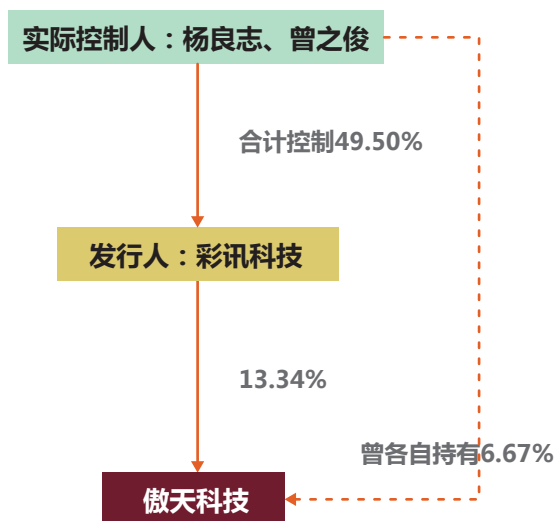 实际控制人：杨良志、曾之俊
合计控制49.50%
发行人：彩讯科技
13.34%
曾各自持有6.67%
傲天科技